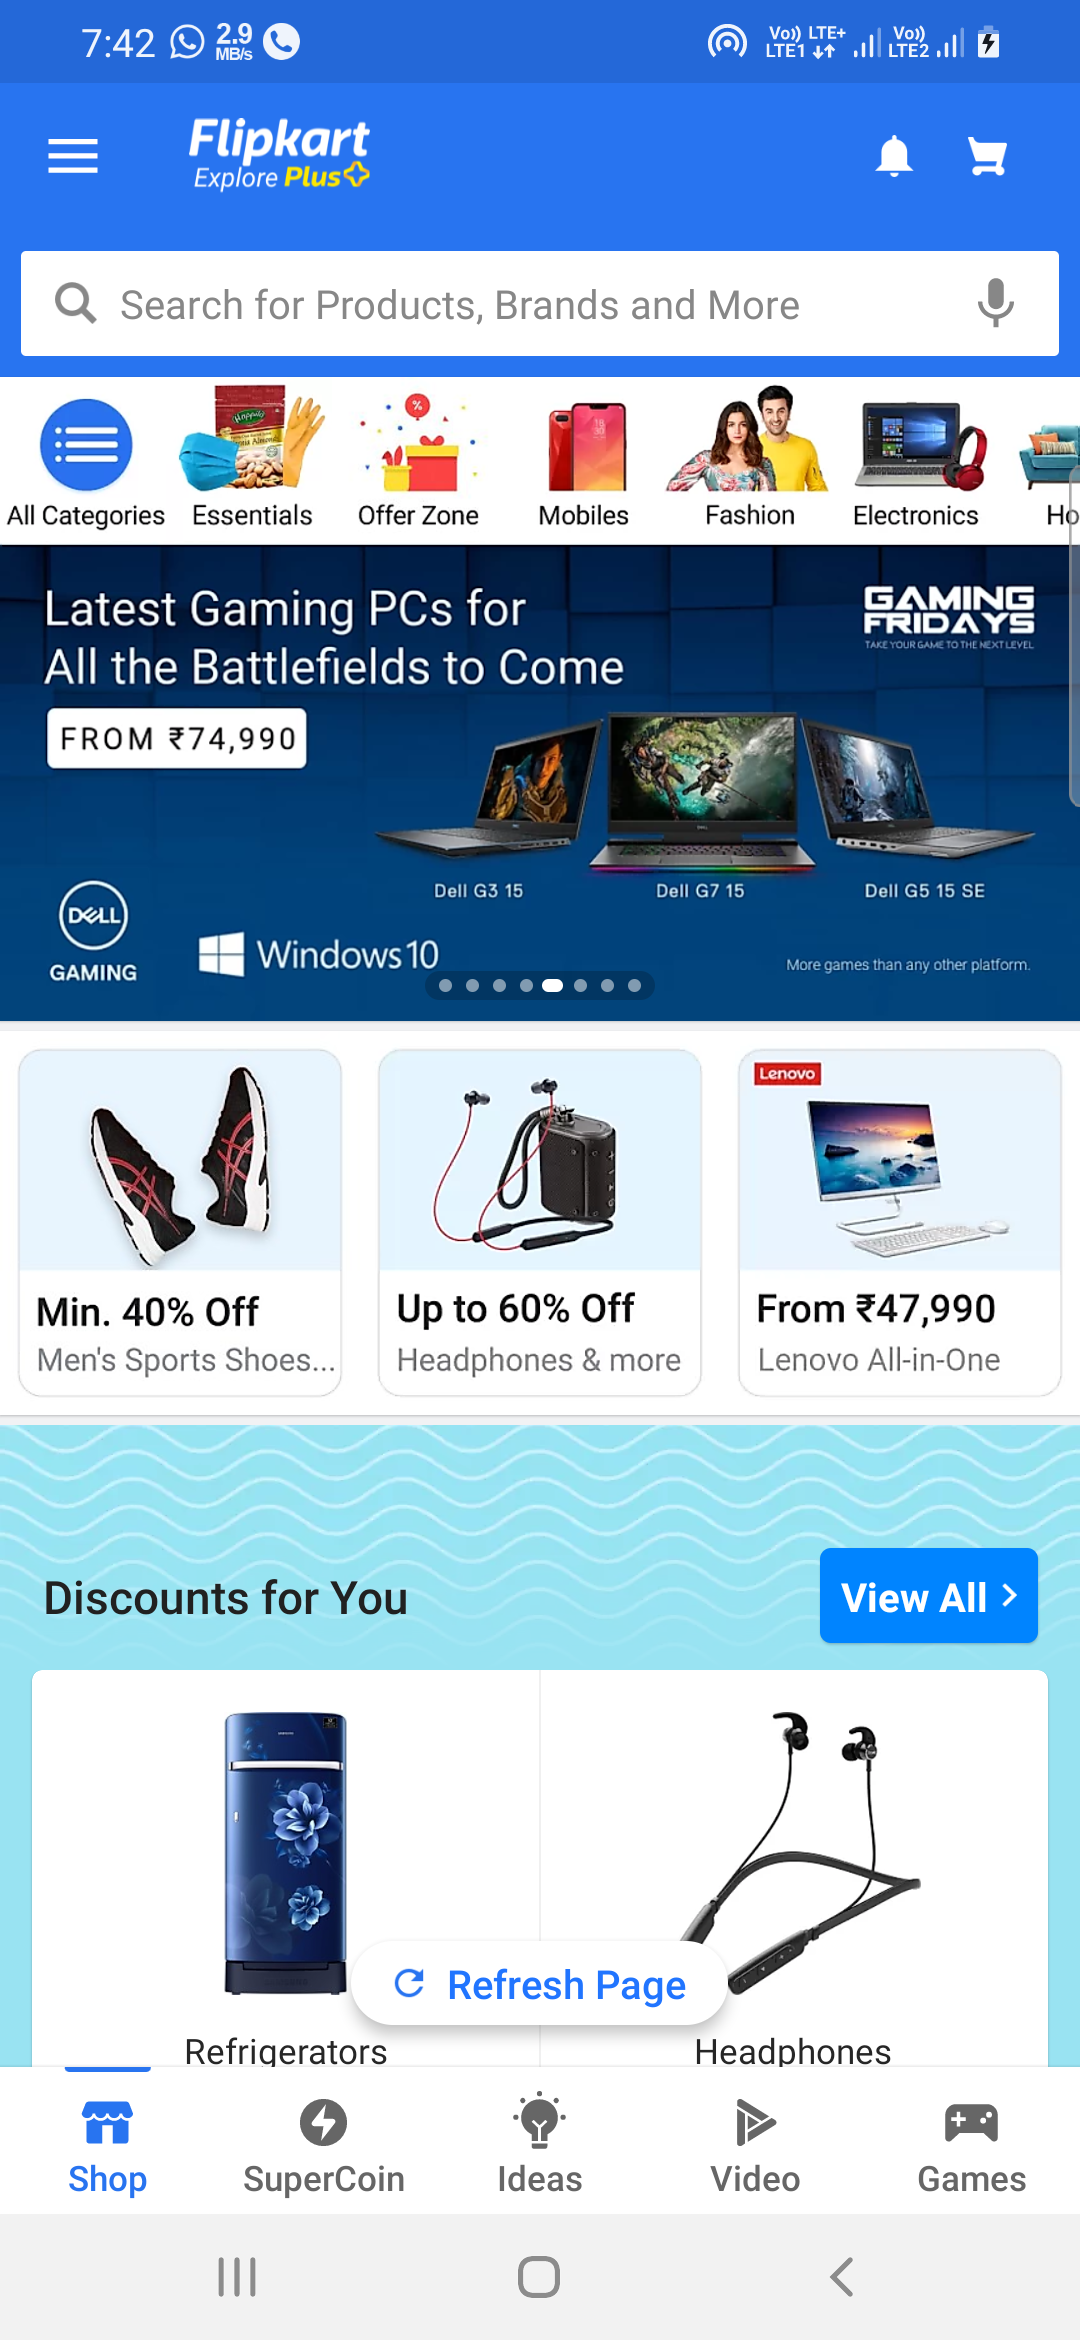 7:42
2.9
MB/s
Vo)) LTE+
LTE1
Vo))
LTE2
Flipkart
Explore Plus
Search for Products, Brands and More
%
Happilo
All Categories
Essentials
Offer Zone
Mobiles
Fashion
Electronics
Ho
Latest Gaming PCs for
All the Battlefields to Come
FROM ₹74,990
GAMING
FRIDAYS
TAKE YOUR GAME TO THE NEXT LEVEL
Dell G3 15
Dell G7 15
Dell G5 15 SE
DELL
GAMING
Windows 10
More games than any other platform.
Lenovo
Min. 40% Off
Men's Sports Shoes...
Up to 60% Off
Headphones & more
From ₹47,990
Lenovo All-in-One
Discounts for You
View All
Refresh Page
Refrigerators
Headphones
Shop
SuperCoin
Ideas
Video
Games